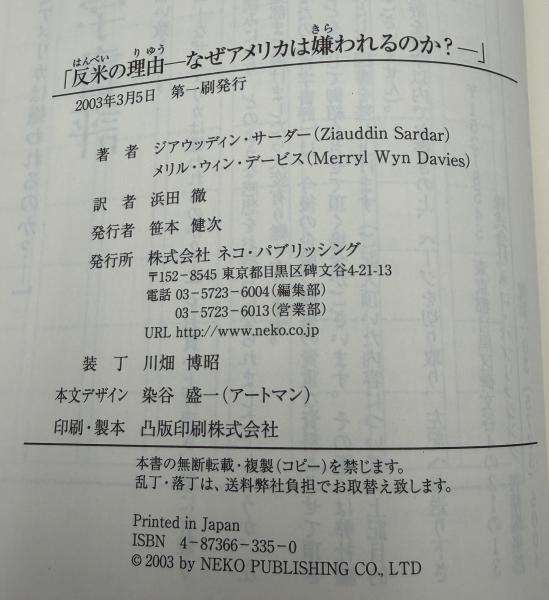 「反米の理由―なぜアメリカは嫌われるのか?―」
はんべい りゆう きら
2003年3月5日 第一刷発行
著 者 ジアウッディン・サーダー(Ziauddin Sardar)
メリル・ウィン・デービス(Merryl Wyn Davies)
訳 者 浜田 徹
発行者 笹本 健次
発行所 株式会社 ネコ・パブリッシング
〒152-8545 東京都目黒区碑文谷4-21-13
電話 03-5723-6004(編集部)
03-5723-6013(営業部)
URL http://www.neko.co.jp
装 丁 川畑 博昭
本文デザイン 染谷 盛一(アートマン)
印刷・製本 凸版印刷株式会社
本書の無断転載・複製(コピー)を禁じます。
乱丁・落丁は、送料弊社負担でお取替え致します。
Printed in Japan
ISBN 4-87366-335-0
© 2003 by NEKO PUBLISHING CO., LTD